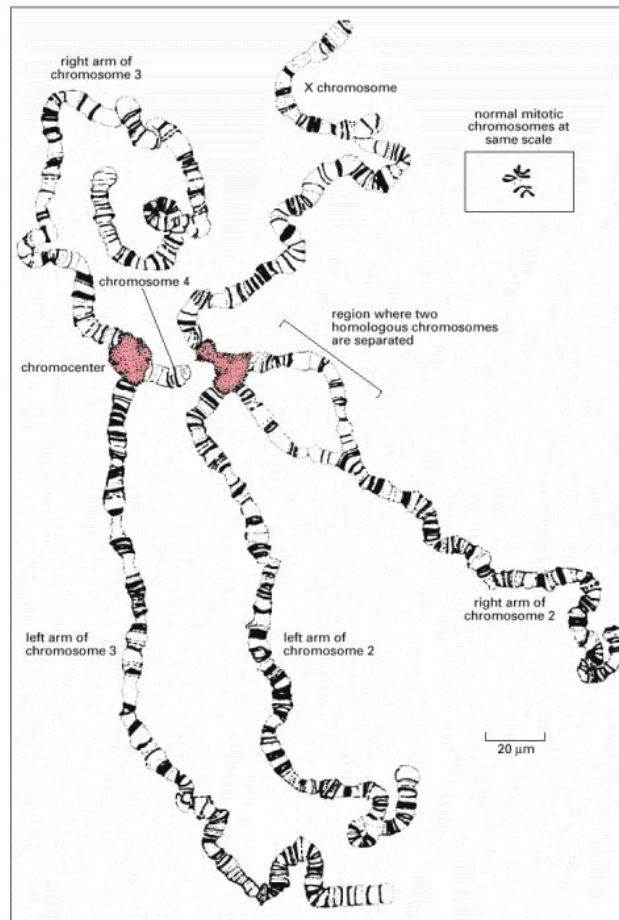 right arm of
chromosome 3
X chromosome
normal mitotic
chromosomes at
same scale
chromosome 4
region where two
homologous chromosomes
are separated
chromocenter
right arm of
chromosome 2
left arm of
chromosome 3
left arm of
chromosome 2
20 μm